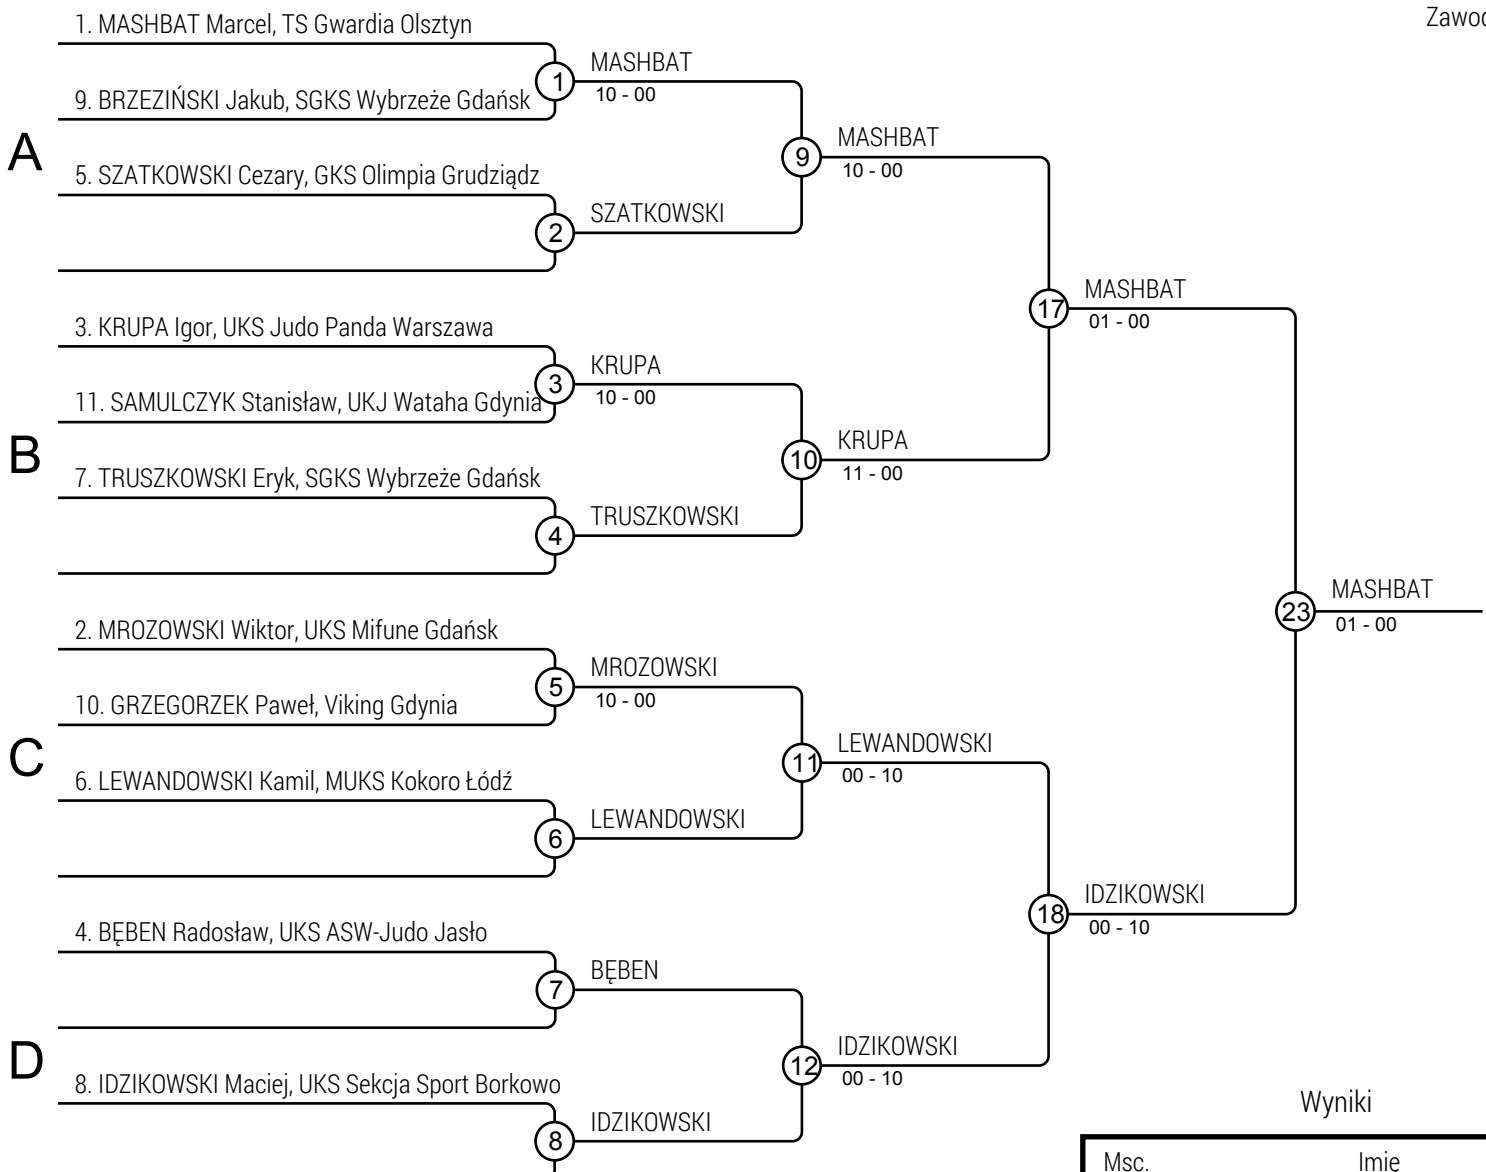 Zawod
1. MASHBAT Marcel, TS Gwardia Olsztyn
MASHBAT
1
10 - 00
9. BRZEZIŃSKI Jakub, SGKS Wybrzeże Gdańsk
A
MASHBAT
9
10 - 00
5. SZATKOWSKI Cezary, GKS Olimpia Grudziądz
SZATKOWSKI
2
MASHBAT
17
01 - 00
3. KRUPA Igor, UKS Judo Panda Warszawa
KRUPA
3
10 - 00
11. SAMULCZYK Stanisław, UKJ Wataha Gdynia
B
KRUPA
10
11 - 00
7. TRUSZKOWSKI Eryk, SGKS Wybrzeże Gdańsk
TRUSZKOWSKI
4
MASHBAT
23
01 - 00
2. MROZOWSKI Wiktor, UKS Mifune Gdańsk
MROZOWSKI
5
10 - 00
10. GRZEGORZEK Paweł, Viking Gdynia
C
LEWANDOWSKI
11
00 - 10
6. LEWANDOWSKI Kamil, MUKS Kokoro Łódź
LEWANDOWSKI
6
IDZIKOWSKI
18
00 - 10
4. BĘBEN Radosław, UKS ASW-Judo Jasło
BĘBEN
7
D
IDZIKOWSKI
12
00 - 10
8. IDZIKOWSKI Maciej, UKS Sekcja Sport Borkowo
IDZIKOWSKI
8
Wyniki
Msc. Imię